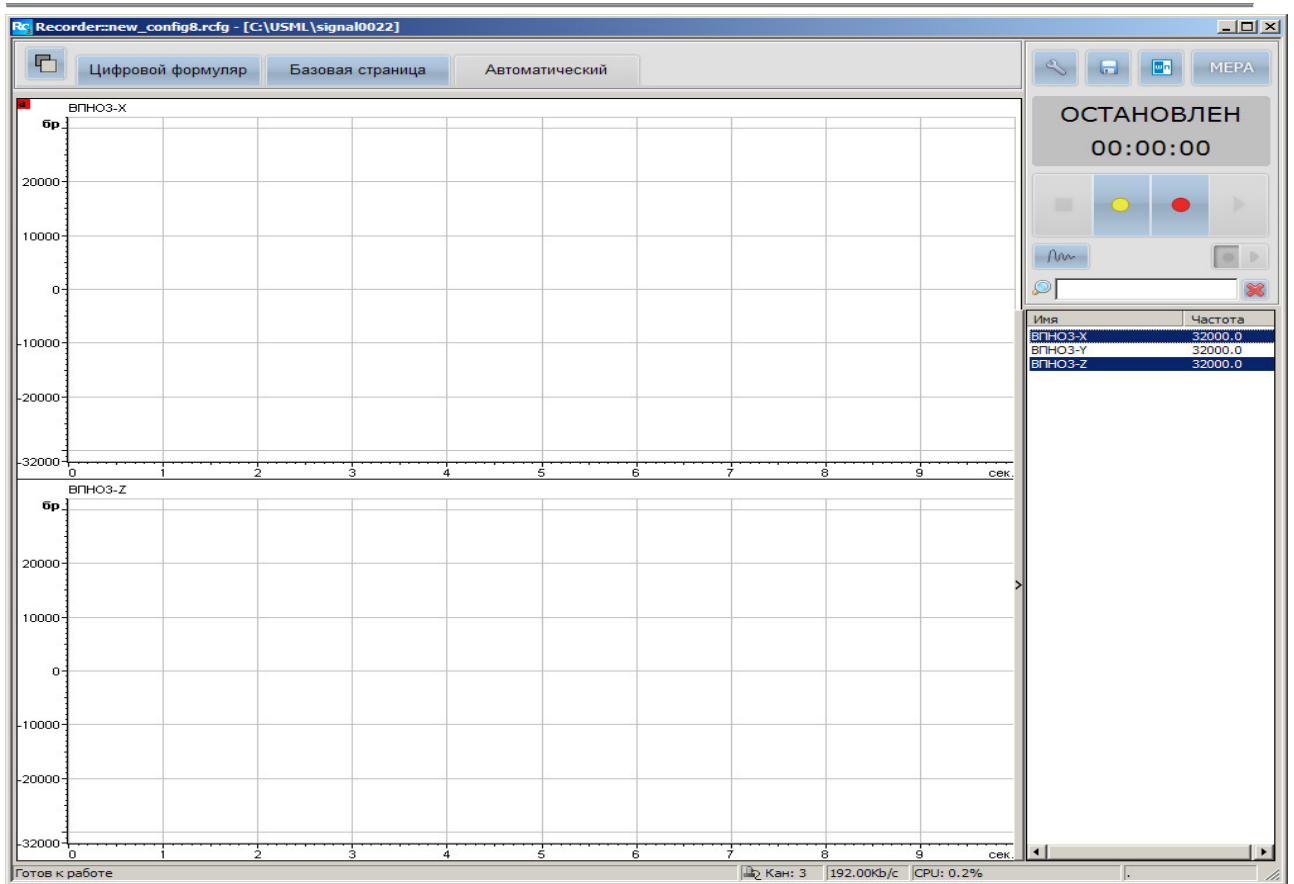 Recorder::new_config8.rcfg - [C:\USML\signal0022]
Цифровой формуляр
Базовая страница
Автоматический
МЕРА
ОСТАНОВЛЕН
00:00:00
Имя Частота
ВПНО3-X 32000.0
ВПНО3-Y 32000.0
ВПНО3-Z 32000.0
a
ВПНО3-X
бр
20000
10000
0
-10000
-20000
-32000
0 1 2 3 4 5 6 7 8 9 сек.
ВПНО3-Z
бр
20000
10000
0
-10000
-20000
-32000
0 1 2 3 4 5 6 7 8 9 сек.
Готов к работе
Кан: 3
192.00Kb/c
CPU: 0.2%